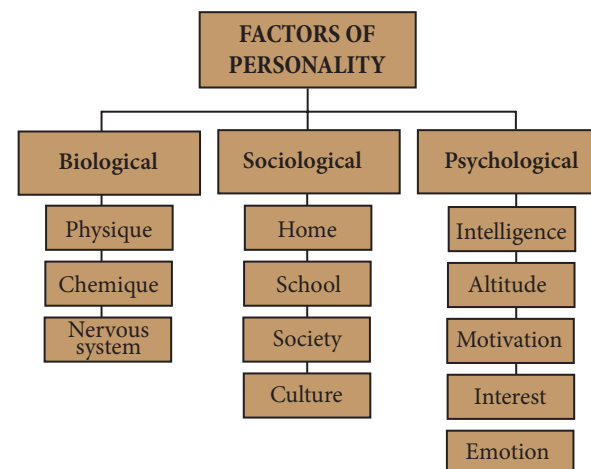 FACTORS OF
PERSONALITY
Biological
Physique
Chemique
Nervous
system
Sociological
Home
School
Society
Culture
Psychological
Intelligence
Altitude
Motivation
Interest
Emotion